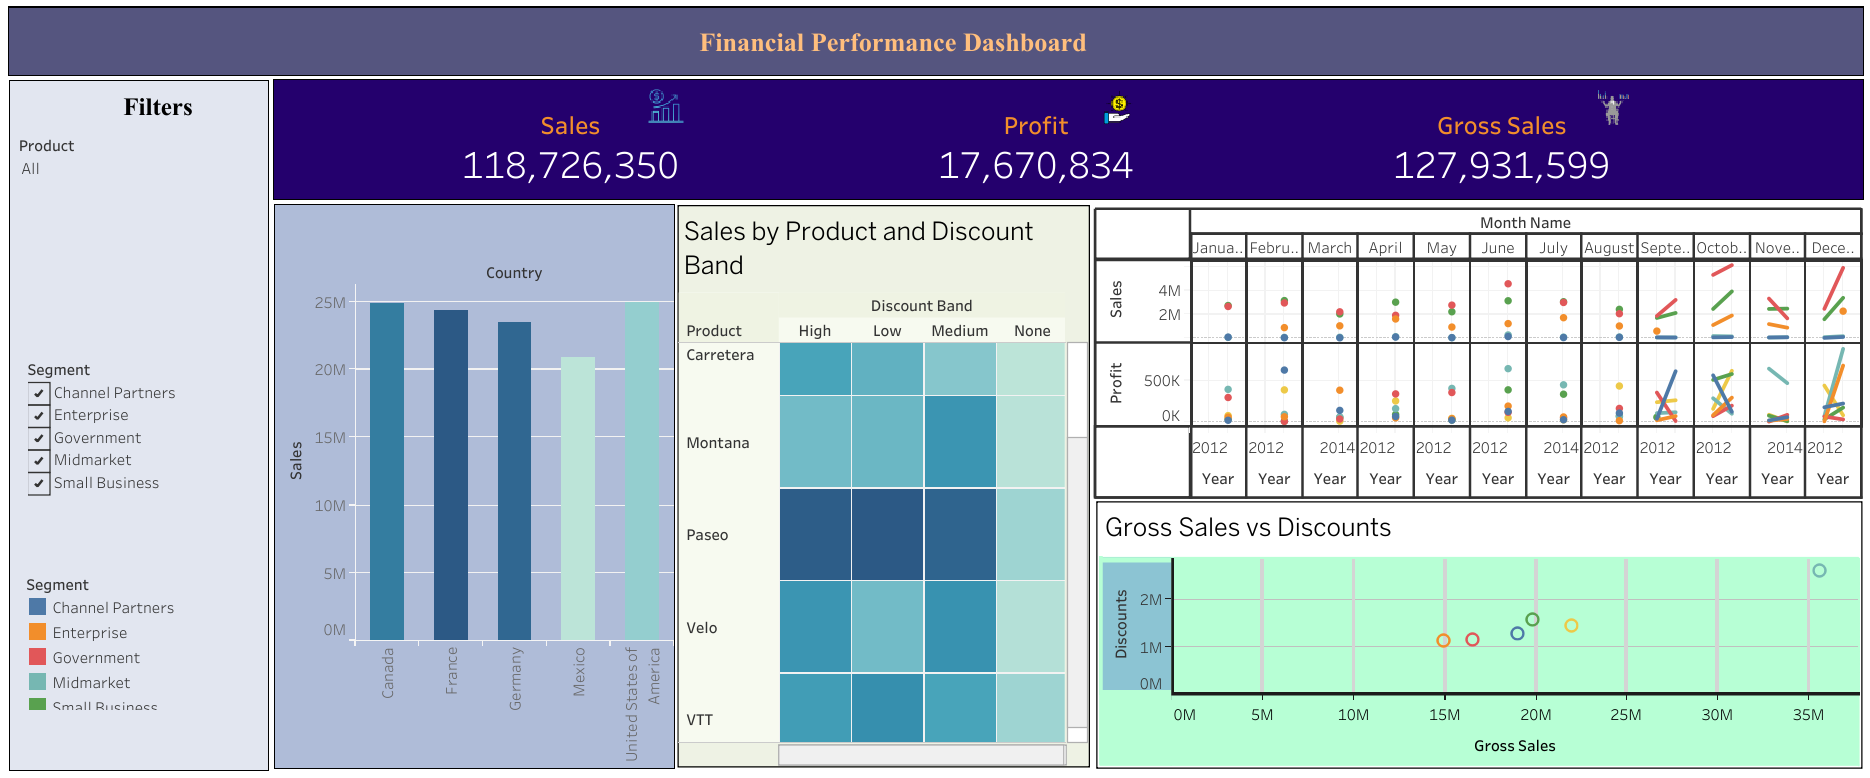 Financial Performance Dashboard
Filters
Product
All
Segment
Channel Partners
Enterprise
Government
Midmarket
Small Business
Segment
Channel Partners
Enterprise
Government
Midmarket
Small Business
Sales
118,726,350
Profit
17,670,834
Gross Sales
127,931,599
Country
Sales
25M
20M
15M
10M
5M
0M
Canada
France
Germany
Mexico
United States of
America
Sales by Product and Discount
Band
Discount Band
Product High Low Medium None
Carretera
Montana
Paseo
Velo
VTT
Month Name
Janua.. Febru.. March April May June July August Septe.. Octob.. Nove.. Dece..
Sales
4M
2M
Profit
500K
0K
2012 2012 2014 2012 2012 2012 2014 2012 2012 2012 2014 2012
Year Year Year Year Year Year Year Year Year Year Year Year
Gross Sales vs Discounts
Discounts
2M
1M
0M
0M 5M 10M 15M 20M 25M 30M 35M
Gross Sales